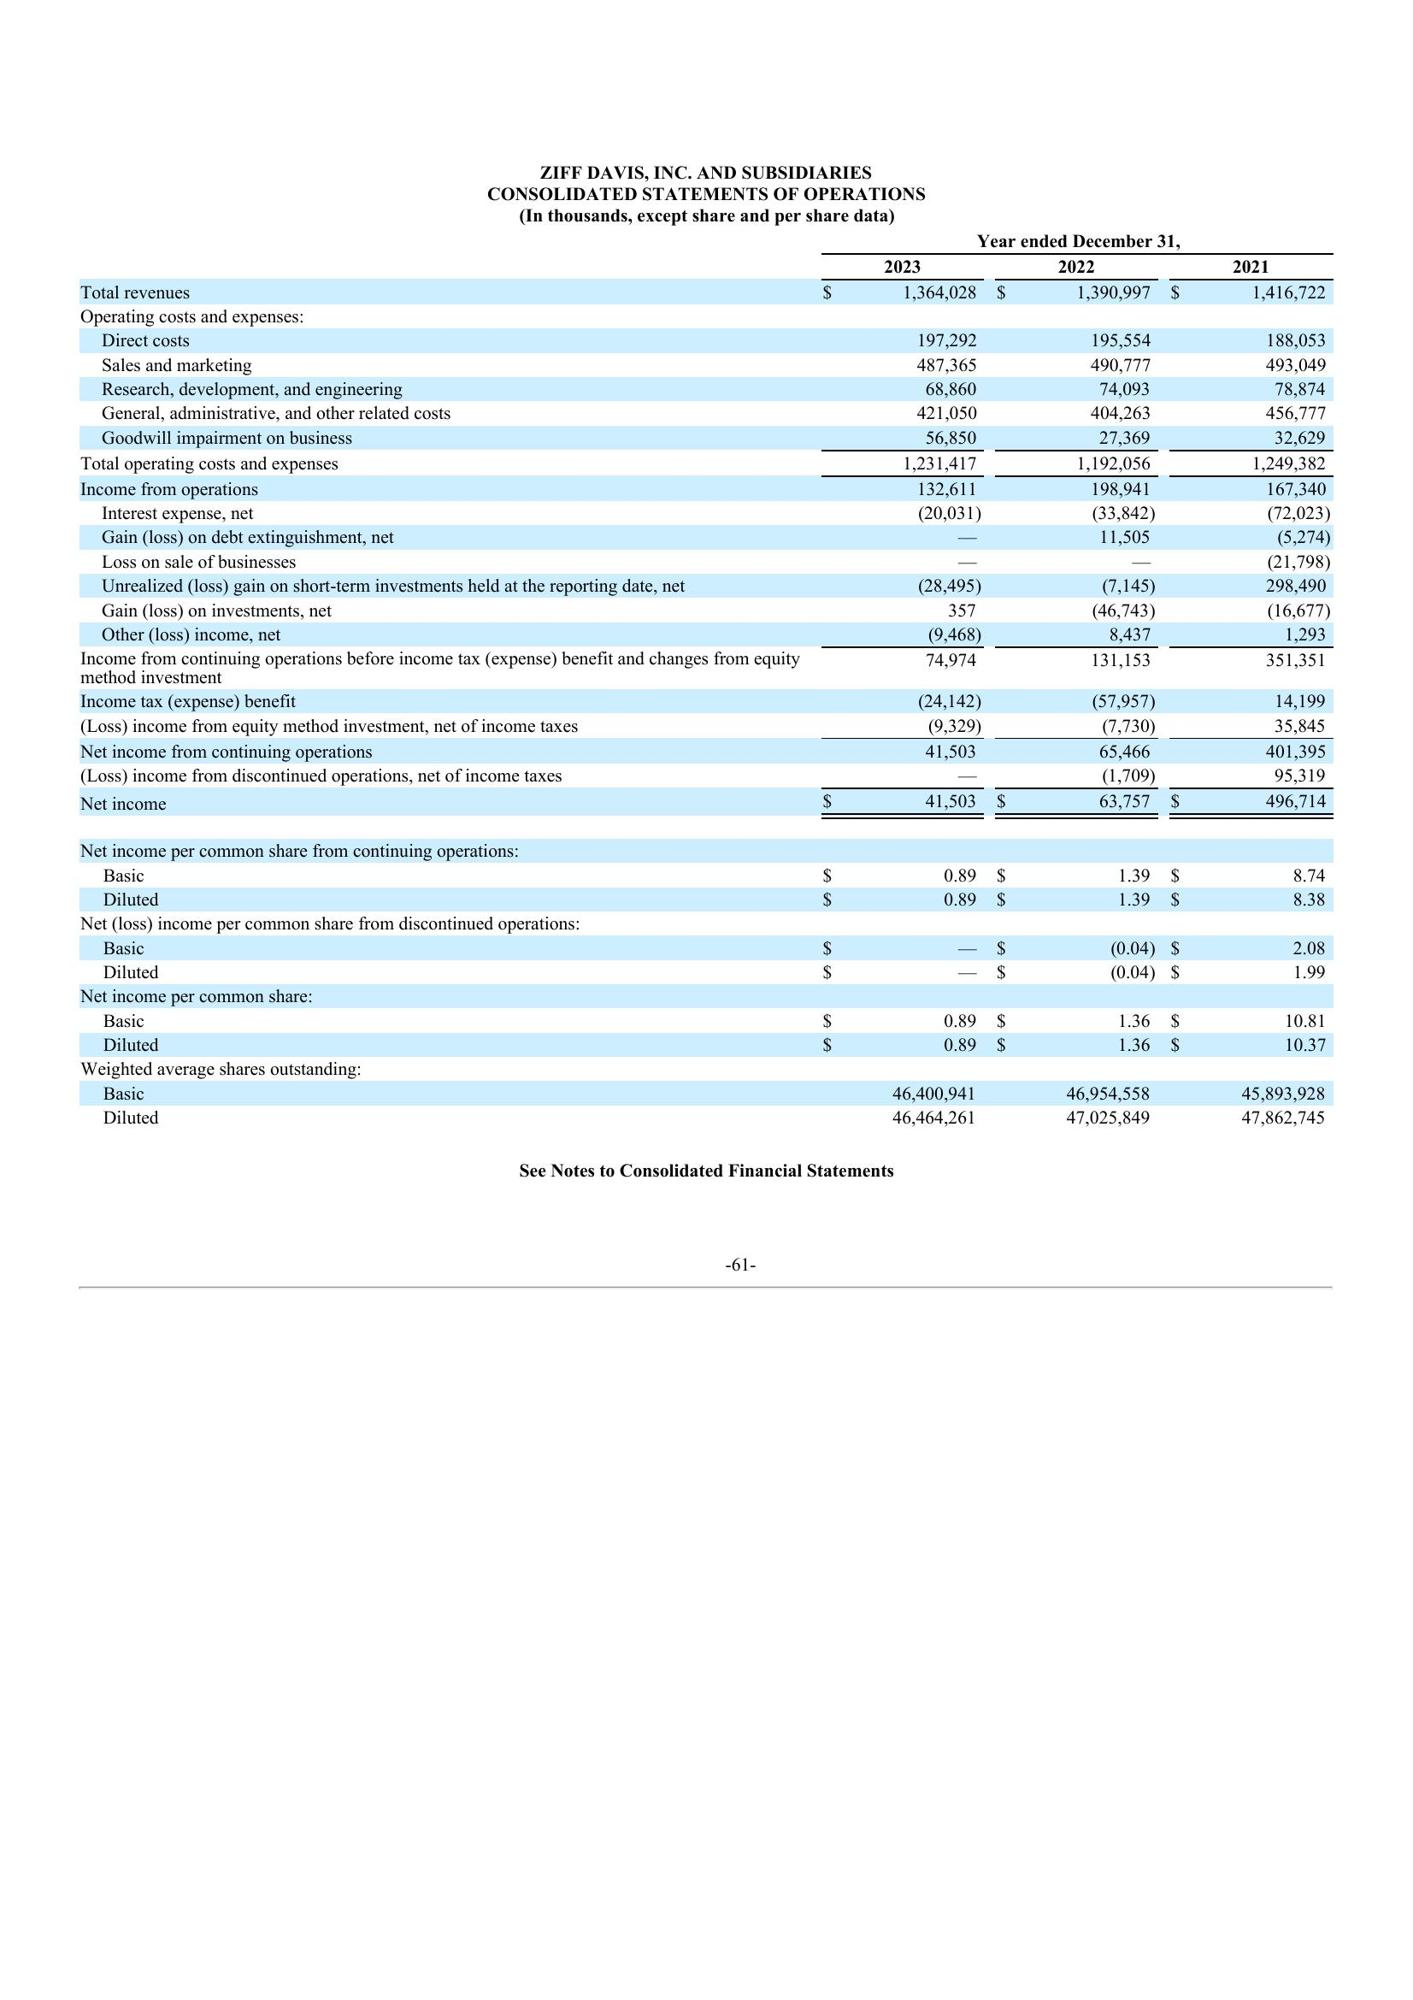 ZIFF DAVIS, INC. AND SUBSIDIARIES
CONSOLIDATED STATEMENTS OF OPERATIONS
(In thousands, except share and per share data)
Year ended December 31,
2023 2022 2021
Total revenues $ 1,364,028 $ 1,390,997 $ 1,416,722
Operating costs and expenses:
Direct costs 197,292 195,554 188,053
Sales and marketing 487,365 490,777 493,049
Research, development, and engineering 68,860 74,093 78,874
General, administrative, and other related costs 421,050 404,263 456,777
Goodwill impairment on business 56,850 27,369 32,629
Total operating costs and expenses 1,231,417 1,192,056 1,249,382
Income from operations 132,611 198,941 167,340
Interest expense, net (20,031) (33,842) (72,023)
Gain (loss) on debt extinguishment, net — 11,505 (5,274)
Loss on sale of businesses — — (21,798)
Unrealized (loss) gain on short-term investments held at the reporting date, net (28,495) (7,145) 298,490
Gain (loss) on investments, net 357 (46,743) (16,677)
Other (loss) income, net (9,468) 8,437 1,293
Income from continuing operations before income tax (expense) benefit and changes from equity 74,974 131,153 351,351
method investment
Income tax (expense) benefit (24,142) (57,957) 14,199
(Loss) income from equity method investment, net of income taxes (9,329) (7,730) 35,845
Net income from continuing operations 41,503 65,466 401,395
(Loss) income from discontinued operations, net of income taxes — (1,709) 95,319
Net income $ 41,503 $ 63,757 $ 496,714
Net income per common share from continuing operations:
Basic $ 0.89 $ 1.39 $ 8.74
Diluted $ 0.89 $ 1.39 $ 8.38
Net (loss) income per common share from discontinued operations:
Basic $ — $ (0.04) $ 2.08
Diluted $ — $ (0.04) $ 1.99
Net income per common share:
Basic $ 0.89 $ 1.36 $ 10.81
Diluted $ 0.89 $ 1.36 $ 10.37
Weighted average shares outstanding:
Basic 46,400,941 46,954,558 45,893,928
Diluted 46,464,261 47,025,849 47,862,745
See Notes to Consolidated Financial Statements
-61-